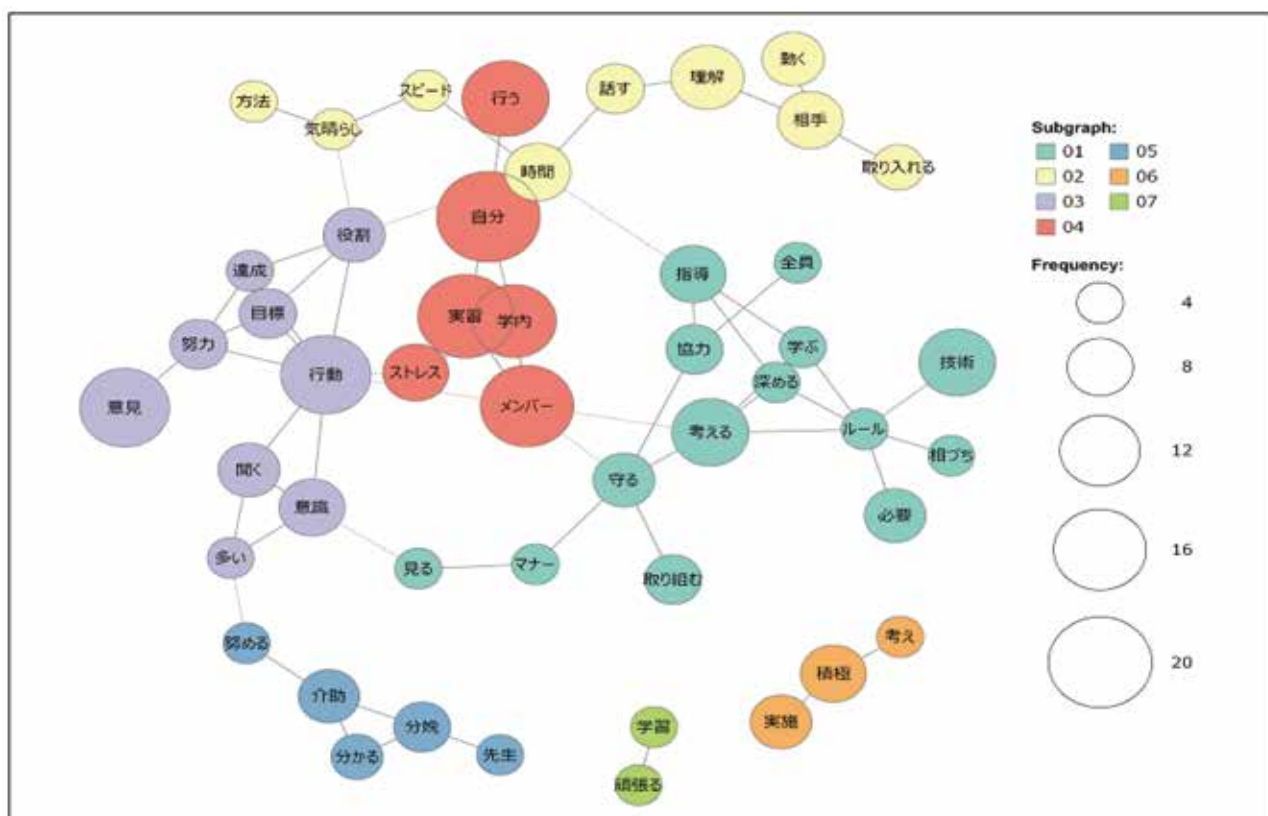 動く
理解
話す
スピード
方法
行う
相手
気晴らし
時間
取り入れる
自分
役割
達成
指導
全員
目標
実習
学内
努力
協力
学ぶ
技術
行動
ストレス
深める
意見
メンバー
考える
ルール
相づち
聞く
守る
意識
必要
多い
見る
マナー
取り組む
努める
考え
積極
介助
実施
分娩
学習
分かる
先生
頑張る
Subgraph:
01
05
02
06
03
07
04
Frequency:
4
8
12
16
20